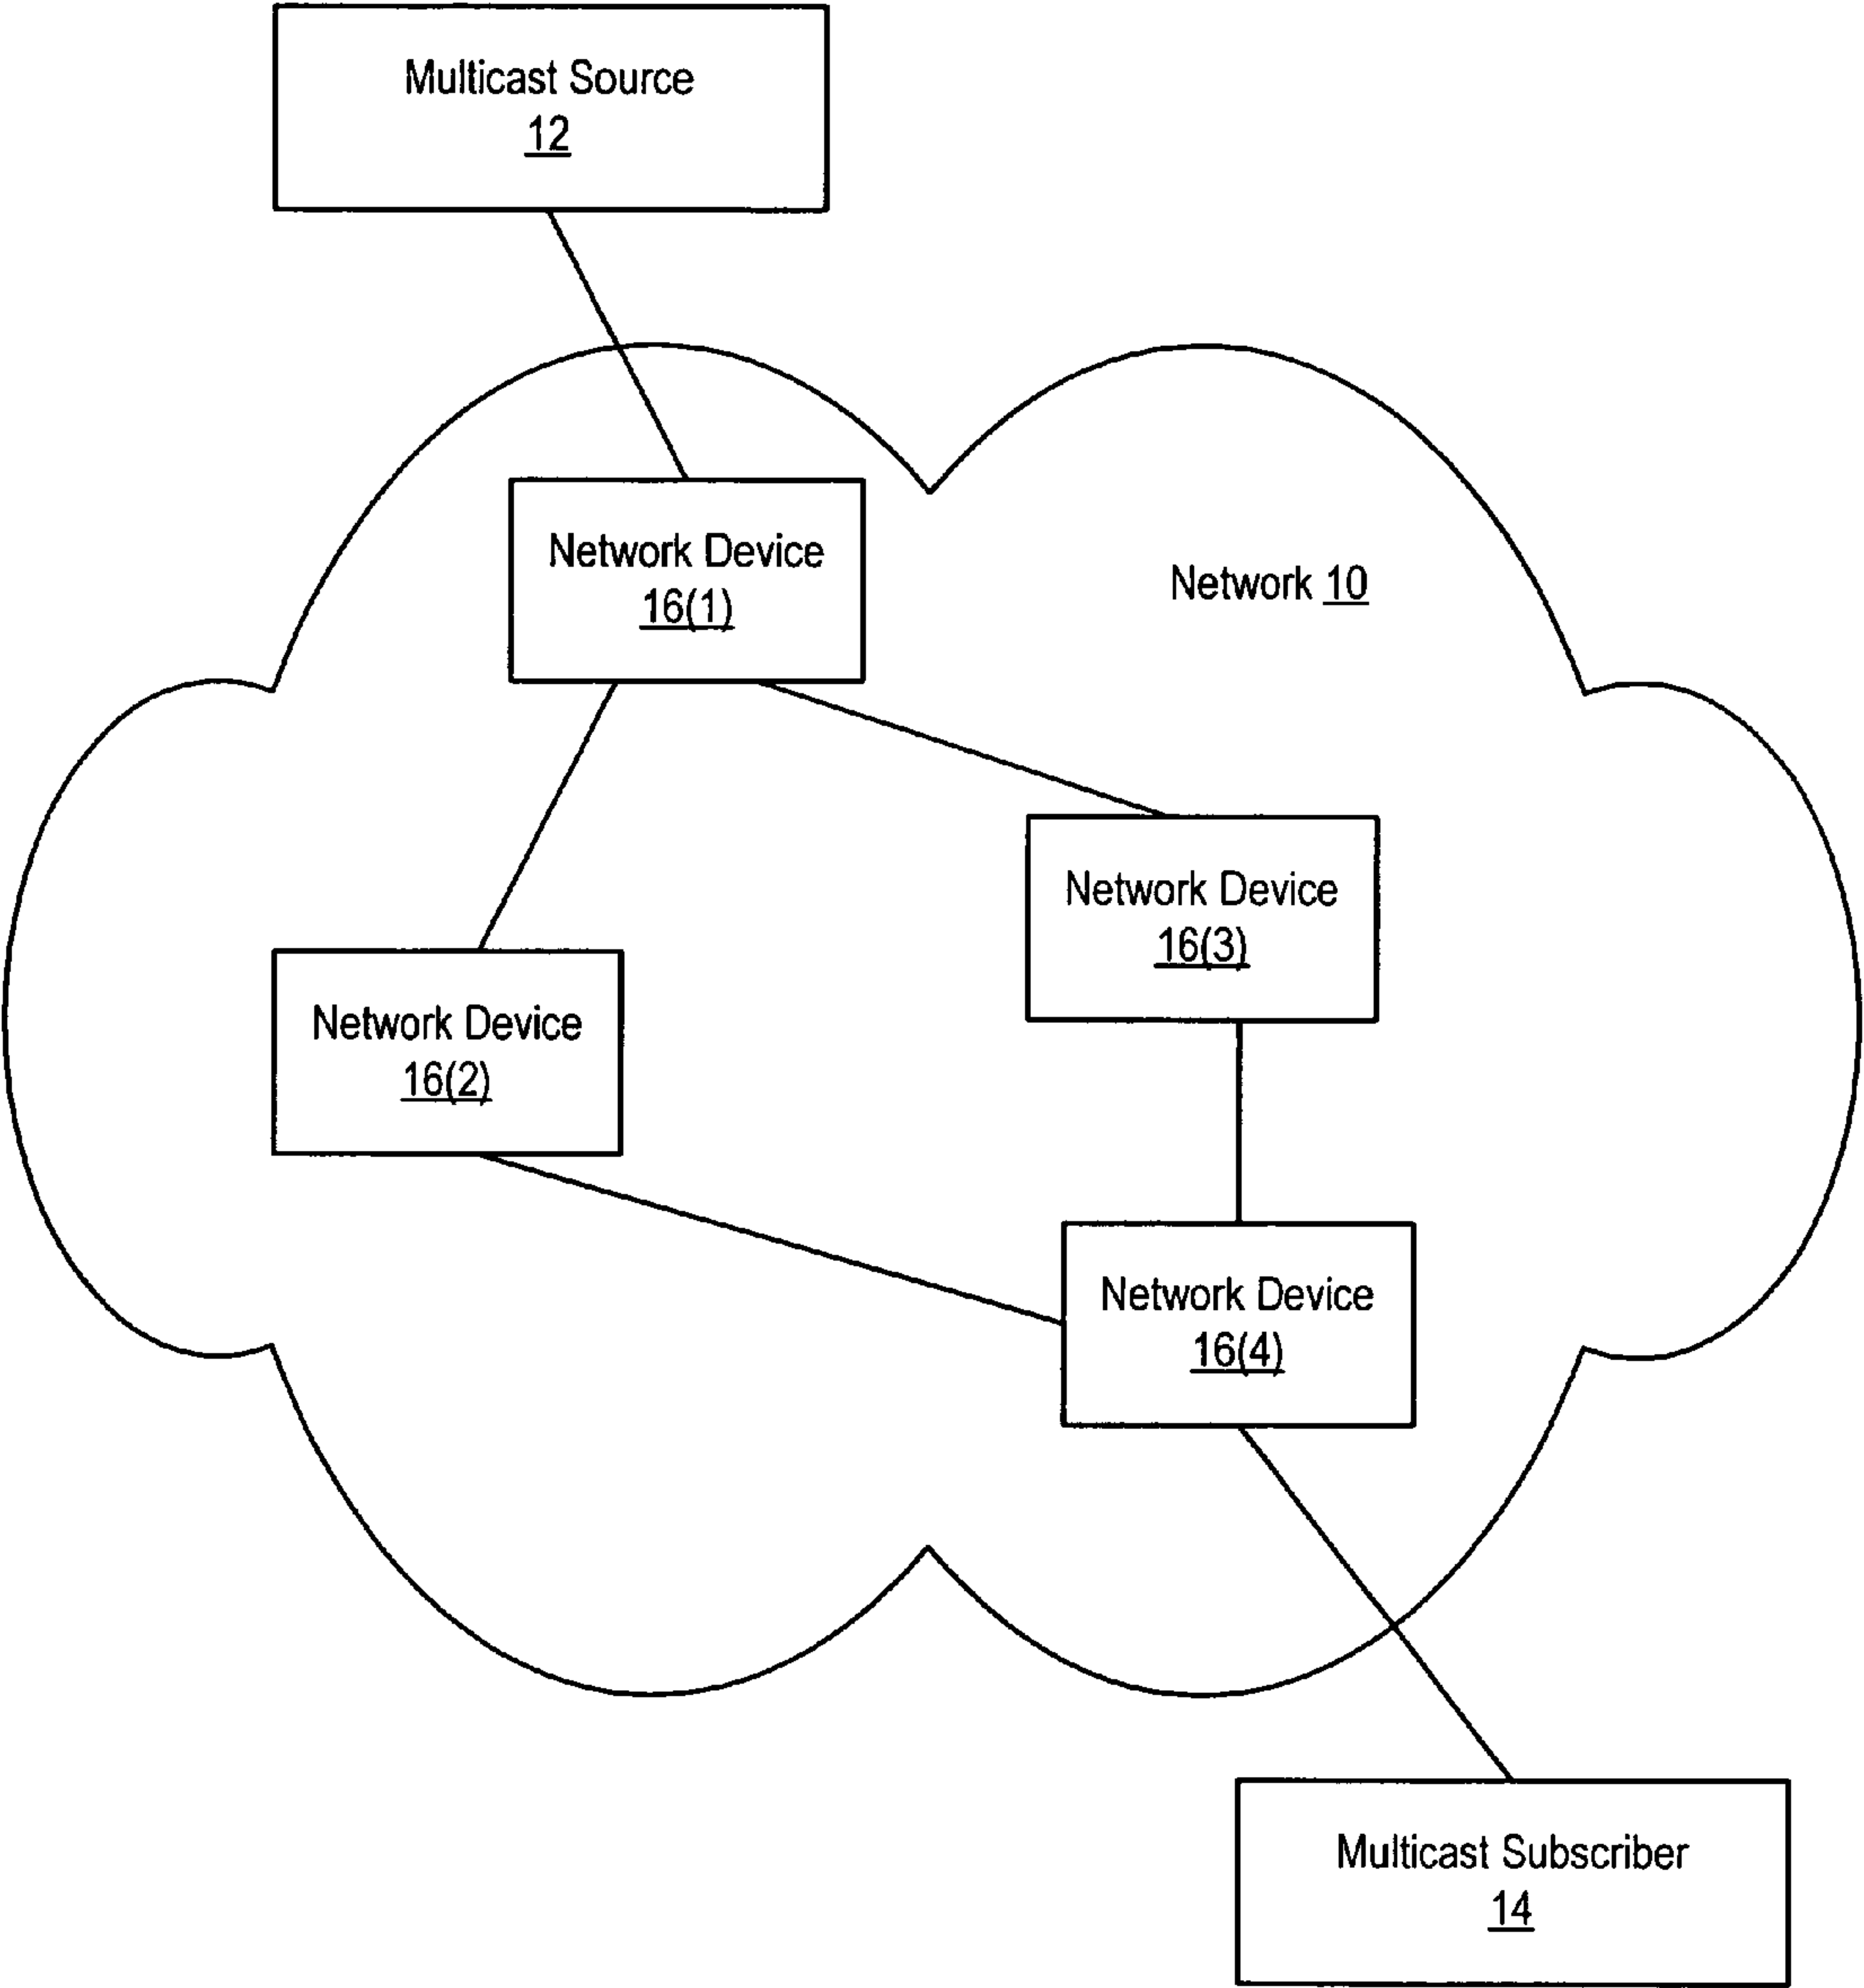 Multicast Source
12
Network Device
16(1)
Network 10
Network Device
16(3)
Network Device
16(2)
Network Device
16(4)
Multicast Subscriber
14